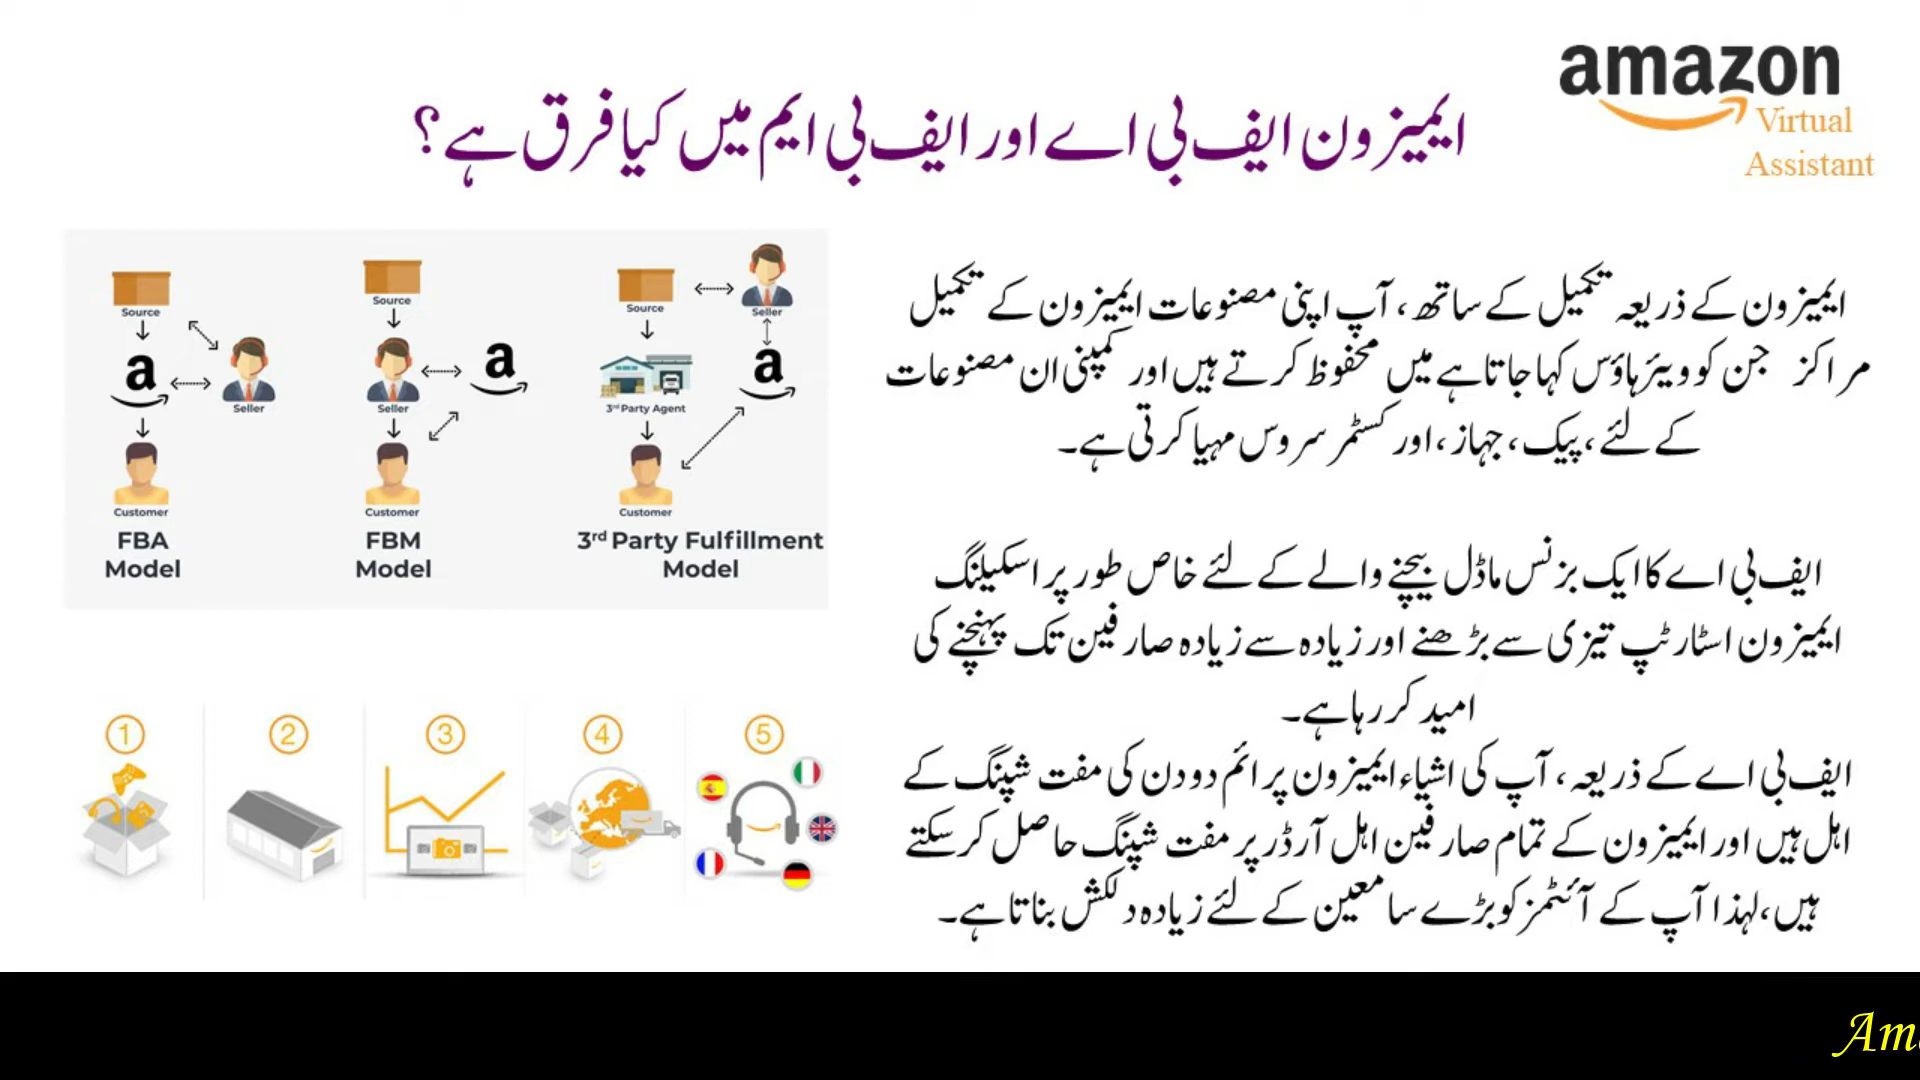 amazon
Virtual
Assistant
ایمیزون ایف بی اے اور ایف بی ایم میں کیا فرق ہے؟
Source
Seller
Customer
FBA
Model
Source
Seller
Customer
FBM
Model
Source
Seller
3rd Party Agent
Customer
3rd Party Fulfillment
Model
ایمیزون کے ذریعہ تکمیل کے ساتھ، آپ اپنی مصنوعات ایمیزون کے تکمیل
مراکز جن کو ویئرہاؤس کہا جاتا ہے میں محفوظ کرتے ہیں اور کمپنی ان مصنوعات
کے لئے، پیک، جہاز، اور کسٹمر سروس مہیا کرتی ہے۔
ایف بی اے کا ایک بزنس ماڈل بیچنے والے کے لئے خاص طور پر اسکیلنگ
ایمیزون اسٹارٹپ تیزی سے بڑھنے اور زیادہ سے زیادہ صارفین تک پہنچنے کی
امید کر رہا ہے۔
ایف بی اے کے ذریعہ، آپ کی اشیاء ایمیزون پرائم دو دن کی مفت شپنگ کے
اہل ہیں اور ایمیزون کے تمام صارفین اہل آرڈر پر مفت شپنگ حاصل کر سکتے
ہیں، لہذا آپ کے آئٹمز کو بڑے سامعین کے لئے زیادہ دلکش بناتا ہے۔
1
2
3
4
5